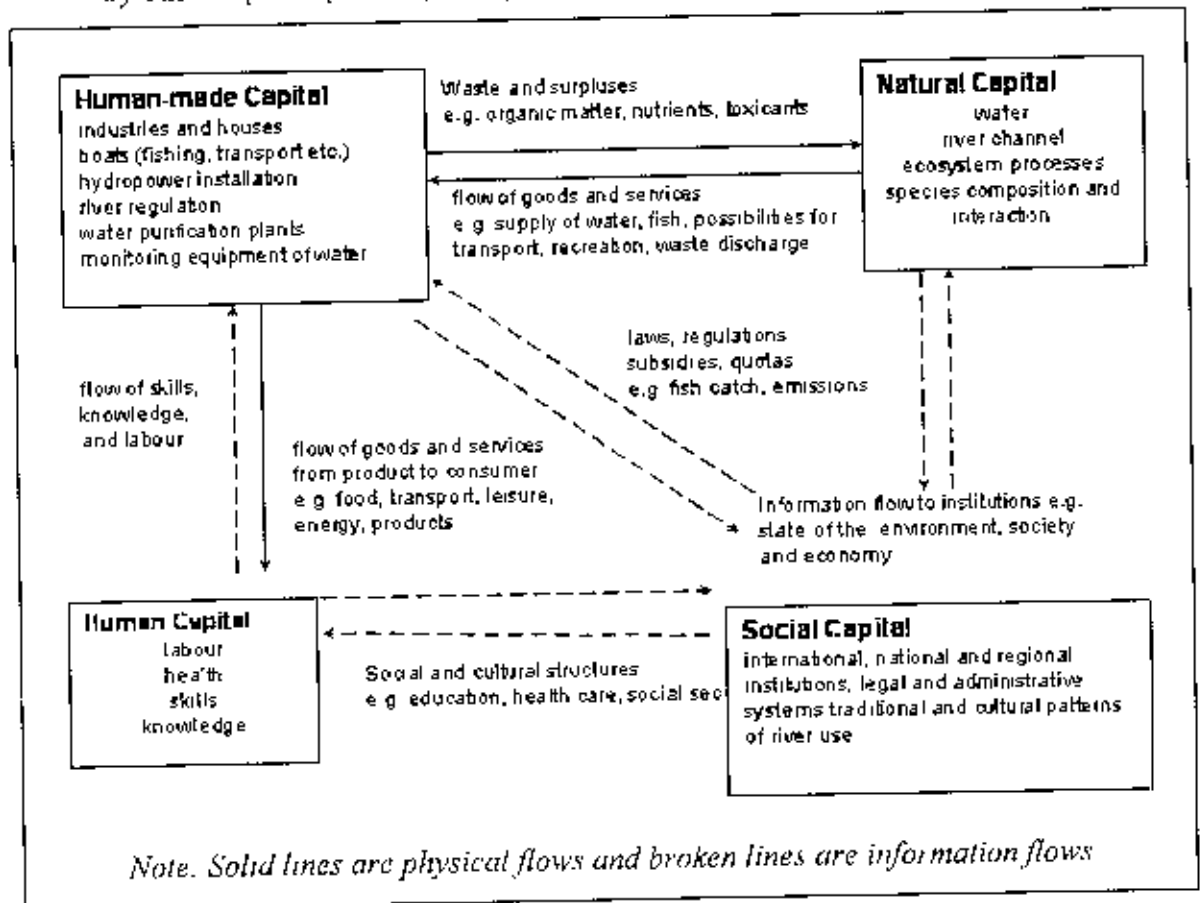 Human-made Capital
industries and houses
boats (fishing, transport etc.)
hydropower installation
river regulation
water purification plants
monitoring equipment of water
Waste and surpluses
e.g. organic matter, nutrients, toxicants
Natural Capital
water
river channel
ecosystem processes
species composition and
interaction
flow of goods and services
e.g supply of water, fish, possibilities for
transport, recreation, waste discharge
laws, regulations
subsidies, quotas
e.g fish catch, emissions
flow of skills,
knowledge,
and labour
flow of goods and services
from product to consumer
e.g food, transport, leisure,
energy, products
Information flow to institutions e.g.
state of the environment, society
and economy
Human Capital
labour
health
skills
knowledge
Social and cultural structures
e.g education, health care, social sec
Social Capital
international, national and regional
institutions, legal and administrative
systems traditional and cultural patterns
of river use
Note. Solid lines are physical flows and broken lines are information flows